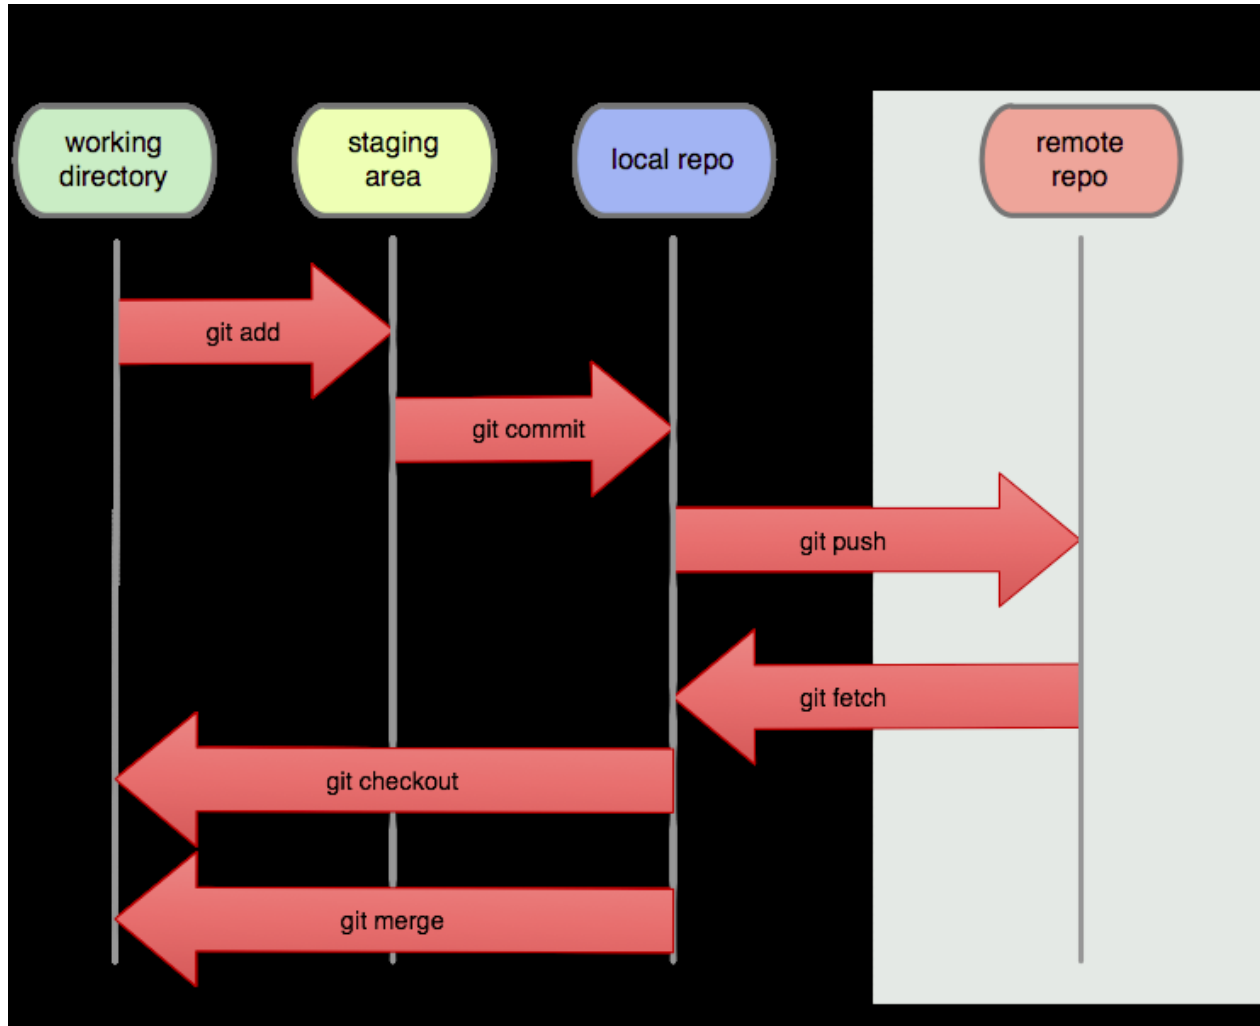 working
directory
staging
area
local repo
remote
repo
git add
git commit
git push
git fetch
git checkout
git merge